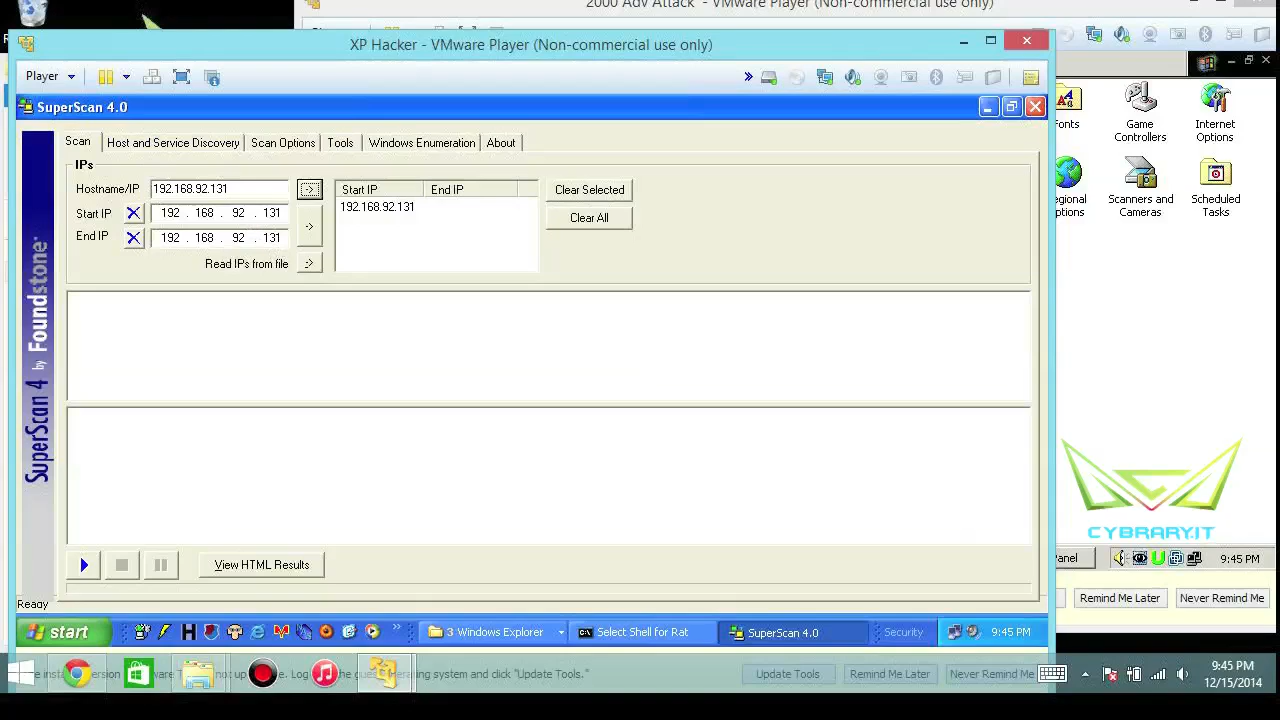 2000 Adv Attack - VMware Player (Non-commercial use only)
XP Hacker - VMware Player (Non-commercial use only)
Player
SuperScan 4.0
Scan
Host and Service Discovery
Scan Options
Tools
Windows Enumeration
About
IPs
Hostname/IP
192.168.92.131
->
Start IP
End IP
Clear Selected
Start IP
X
192 . 168 . 92 . 131
->
192.168.92.131
Clear All
End IP
X
192 . 168 . 92 . 131
Read IPs from file
->
SuperScan 4 by Foundstone
View HTML Results
Ready
start
H
3 Windows Explorer
Select Shell for Rat
SuperScan 4.0
Security
9:45 PM
Game
Controllers
Internet
Options
Scanners and
Cameras
Scheduled
Tasks
CYBRARY.IT
9:45 PM
Remind Me Later
Never Remind Me
system and click "Update Tools."
Update Tools
Remind Me Later
Never Remind Me
9:45 PM
12/15/2014